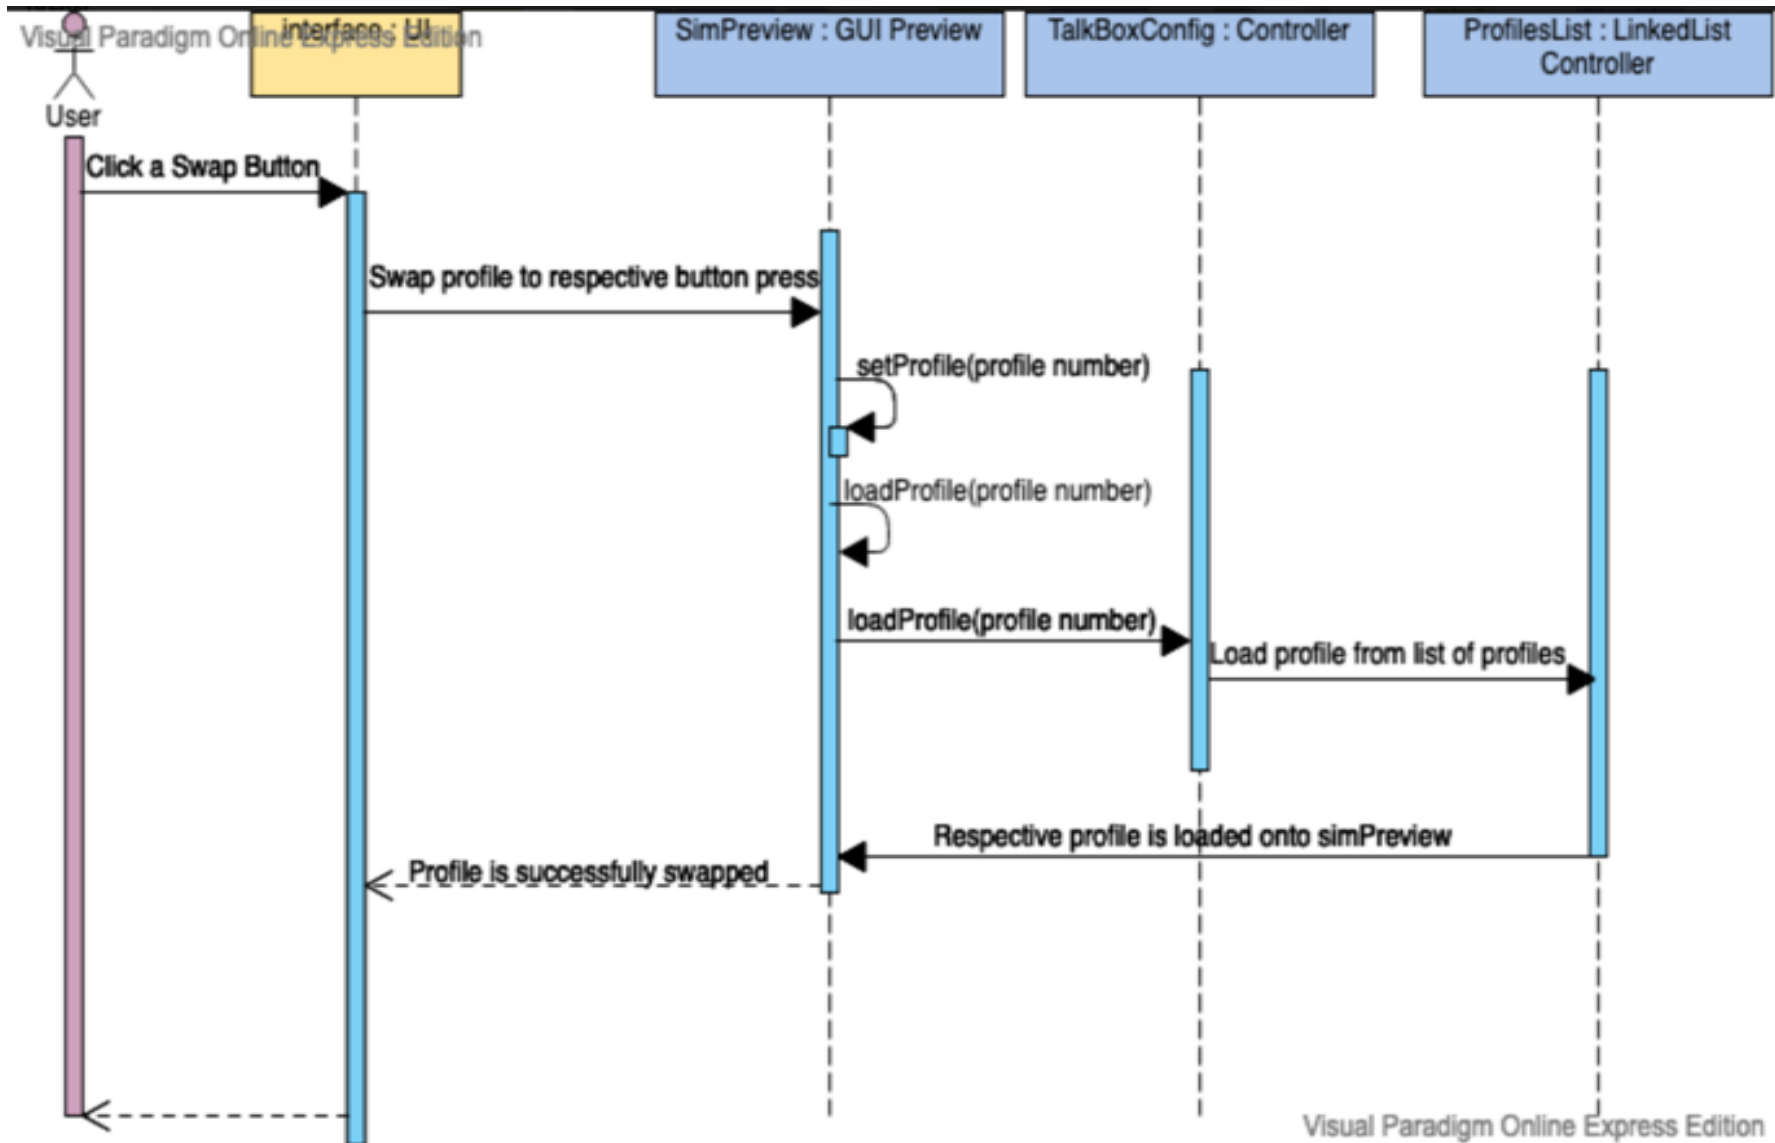 Visual Paradigm Online Express Edition
interface : UI
SimPreview : GUI Preview
TalkBoxConfig : Controller
ProfilesList : LinkedList
Controller
User
Click a Swap Button
Swap profile to respective button press
setProfile(profile number)
loadProfile(profile number)
loadProfile(profile number)
Load profile from list of profiles
Respective profile is loaded onto simPreview
Profile is successfully swapped
Visual Paradigm Online Express Edition